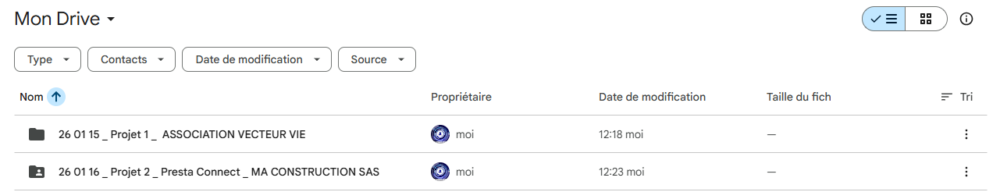 Mon Drive
Type Contacts Date de modification Source
Nom Propriétaire Date de modification Taille du fich Tri
26 01 15 _ Projet 1 _  ASSOCIATION VECTEUR VIE moi 12:18 moi —
26 01 16 _ Projet 2 _ Presta Connect _ MA CONSTRUCTION SAS moi 12:23 moi —